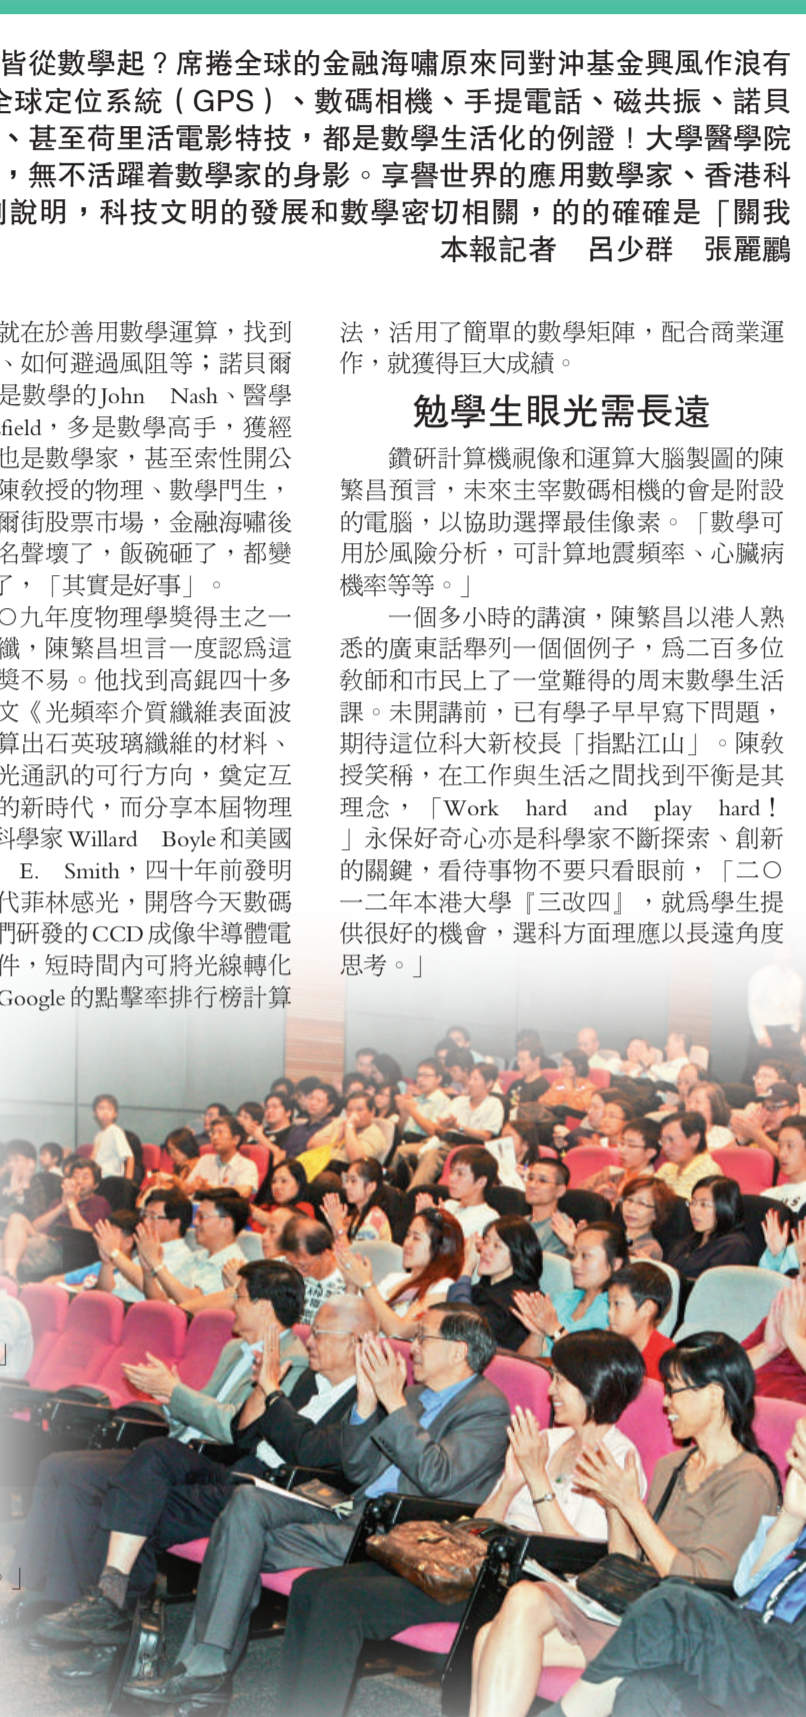 皆從數學起？席捲全球的金融海嘯原來同對沖基金興風作浪有
全球定位系統（GPS）、數碼相機、手提電話、磁共振、諾貝
、甚至荷里活電影特技，都是數學生活化的例證！大學醫學院
，無不活躍着數學家的身影。享譽世界的應用數學家、香港科
說明，科技文明的發展和數學密切相關，的的確確是「關我
本報記者　呂少群　張麗鸝
就在於善用數學運算，找到
、如何避過風阻等；諾貝爾
是數學的John Nash、醫學
sfield，多是數學高手，獲經
也是數學家，甚至索性開公
陳教授的物理、數學門生，
爾街股票市場，金融海嘯後
名聲壞了，飯碗砸了，都變
了，「其實是好事」。
○九年度物理學獎得主之一
纖，陳繁昌坦言一度認爲這
獎不易。他找到高錕四十多
文《光頻率介質纖維表面波
算出石英玻璃纖維的材料、
光通訊的可行方向，奠定互
的新時代，而分享本屆物理
科學家Willard Boyle和美國
E. Smith，四十年前發明
代菲林感光，開啓今天數碼
們研發的CCD成像半導體電
件，短時間內可將光線轉化
Google的點擊率排行榜計算
法，活用了簡單的數學矩陣，配合商業運
作，就獲得巨大成績。
勉學生眼光需長遠
鑽研計算機視像和運算大腦製圖的陳
繁昌預言，未來主宰數碼相機的會是附設
的電腦，以協助選擇最佳像素。「數學可
用於風險分析，可計算地震頻率、心臟病
機率等等。」
一個多小時的講演，陳繁昌以港人熟
悉的廣東話舉列一個個例子，爲二百多位
敎師和市民上了一堂難得的周末數學生活
課。未開講前，已有學子早早寫下問題，
期待這位科大新校長「指點江山」。陳敎
授笑稱，在工作與生活之間找到平衡是其
理念，「Work hard and play hard！
」永保好奇心亦是科學家不斷探索、創新
的關鍵，看待事物不要只看眼前，「二○
一二年本港大學『三改四』，就爲學生提
供很好的機會，選科方面理應以長遠角度
思考。」
」
。」